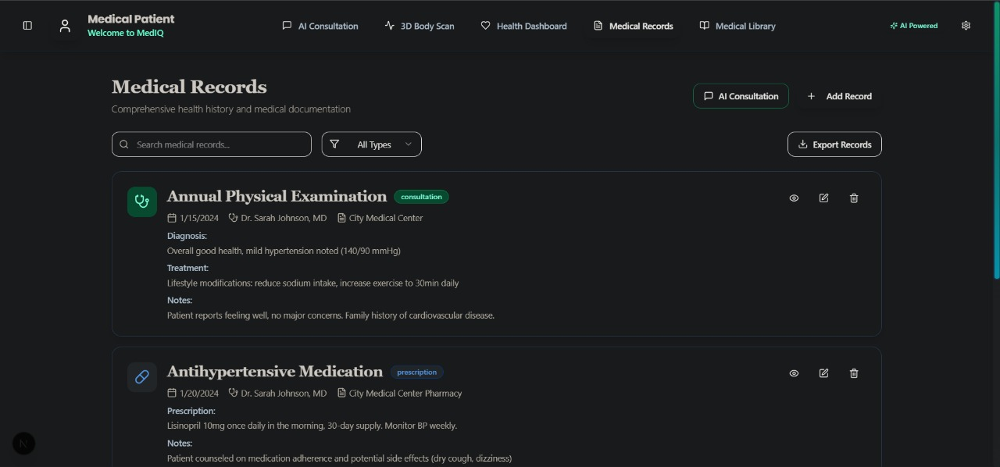 Medical Patient
Welcome to MedIQ
AI Consultation
3D Body Scan
Health Dashboard
Medical Records
Medical Library
AI Powered
Medical Records
Comprehensive health history and medical documentation
AI Consultation
Add Record
Search medical records...
All Types
Export Records
Annual Physical Examination
consultation
1/15/2024
Dr. Sarah Johnson, MD
City Medical Center
Diagnosis:
Overall good health, mild hypertension noted (140/90 mmHg)
Treatment:
Lifestyle modifications: reduce sodium intake, increase exercise to 30min daily
Notes:
Patient reports feeling well, no major concerns. Family history of cardiovascular disease.
Antihypertensive Medication
prescription
1/20/2024
Dr. Sarah Johnson, MD
City Medical Center Pharmacy
Prescription:
Lisinopril 10mg once daily in the morning, 30-day supply. Monitor BP weekly.
Notes:
Patient counseled on medication adherence and potential side effects (dry cough, dizziness)
N